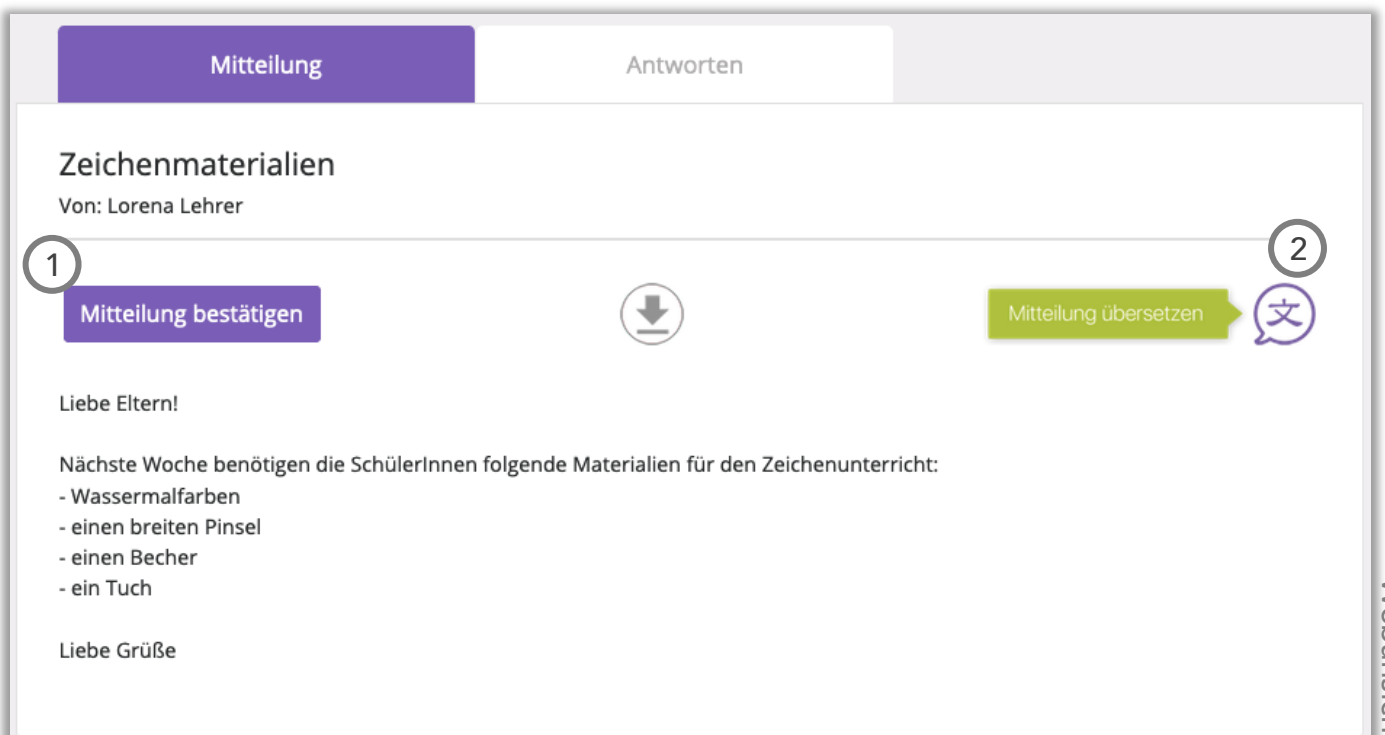 Mitteilung
Antworten
Zeichenmaterialien
Von: Lorena Lehrer
1
2
Mitteilung bestätigen
Mitteilung übersetzen
文
Liebe Eltern!
Nächste Woche benötigen die SchülerInnen folgende Materialien für den Zeichenunterricht:
- Wassermalfarben
- einen breiten Pinsel
- einen Becher
- ein Tuch
Liebe Grüße